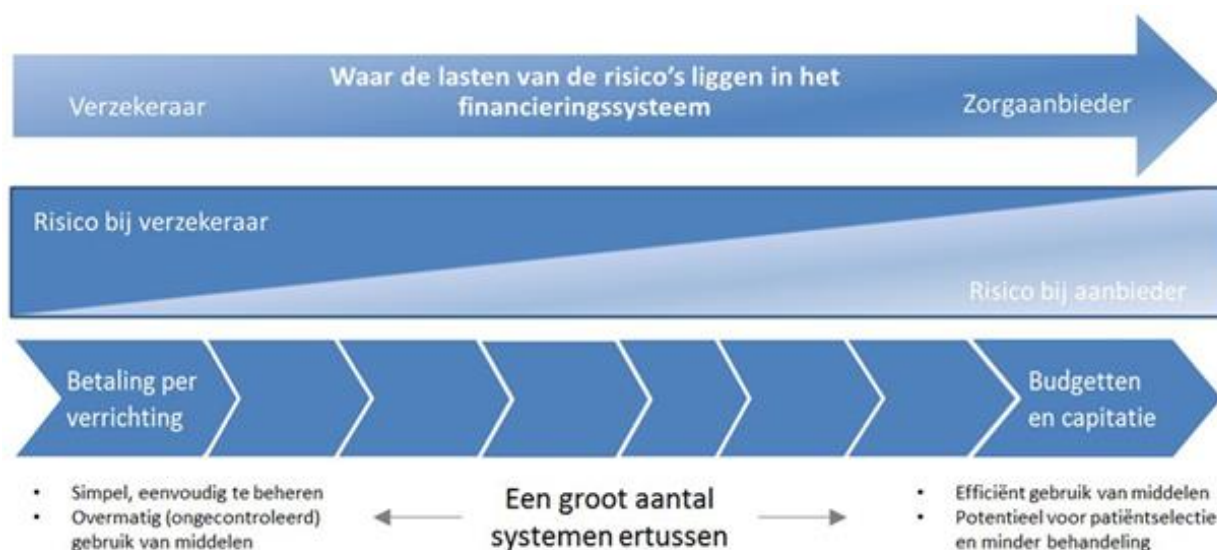 Waar de lasten van de risico's liggen in het
financieringssysteem
Verzekeraar
Zorgaanbieder
Risico bij verzekeraar
Risico bij aanbieder
Betaling per
verrichting
Budgetten
en capitatie
• Simpel, eenvoudig te beheren
• Overmatig (ongecontroleerd)
gebruik van middelen
Een groot aantal
systemen ertussen
• Efficiënt gebruik van middelen
• Potentieel voor patiëntselectie
en minder behandeling